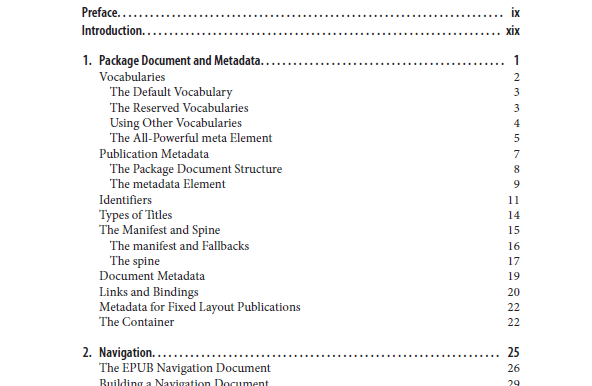 Preface. . . . . . . . . . . . . . . . . . . . . . . . . . . . . . . . . . . . . . . . . . . . . . . . . . . . . . . . . . . . . . . . . . . . . . . ix
Introduction. . . . . . . . . . . . . . . . . . . . . . . . . . . . . . . . . . . . . . . . . . . . . . . . . . . . . . . . . . . . . . . . . . xix
1. Package Document and Metadata. . . . . . . . . . . . . . . . . . . . . . . . . . . . . . . . . . . . . . . . . . . 1
Vocabularies 2
The Default Vocabulary 3
The Reserved Vocabularies 3
Using Other Vocabularies 4
The All-Powerful meta Element 5
Publication Metadata 7
The Package Document Structure 8
The metadata Element 9
Identifiers 11
Types of Titles 14
The Manifest and Spine 15
The manifest and Fallbacks 16
The spine 17
Document Metadata 19
Links and Bindings 20
Metadata for Fixed Layout Publications 22
The Container 22
2. Navigation. . . . . . . . . . . . . . . . . . . . . . . . . . . . . . . . . . . . . . . . . . . . . . . . . . . . . . . . . . . . . . 25
The EPUB Navigation Document 26
Building a Navigation Document 29